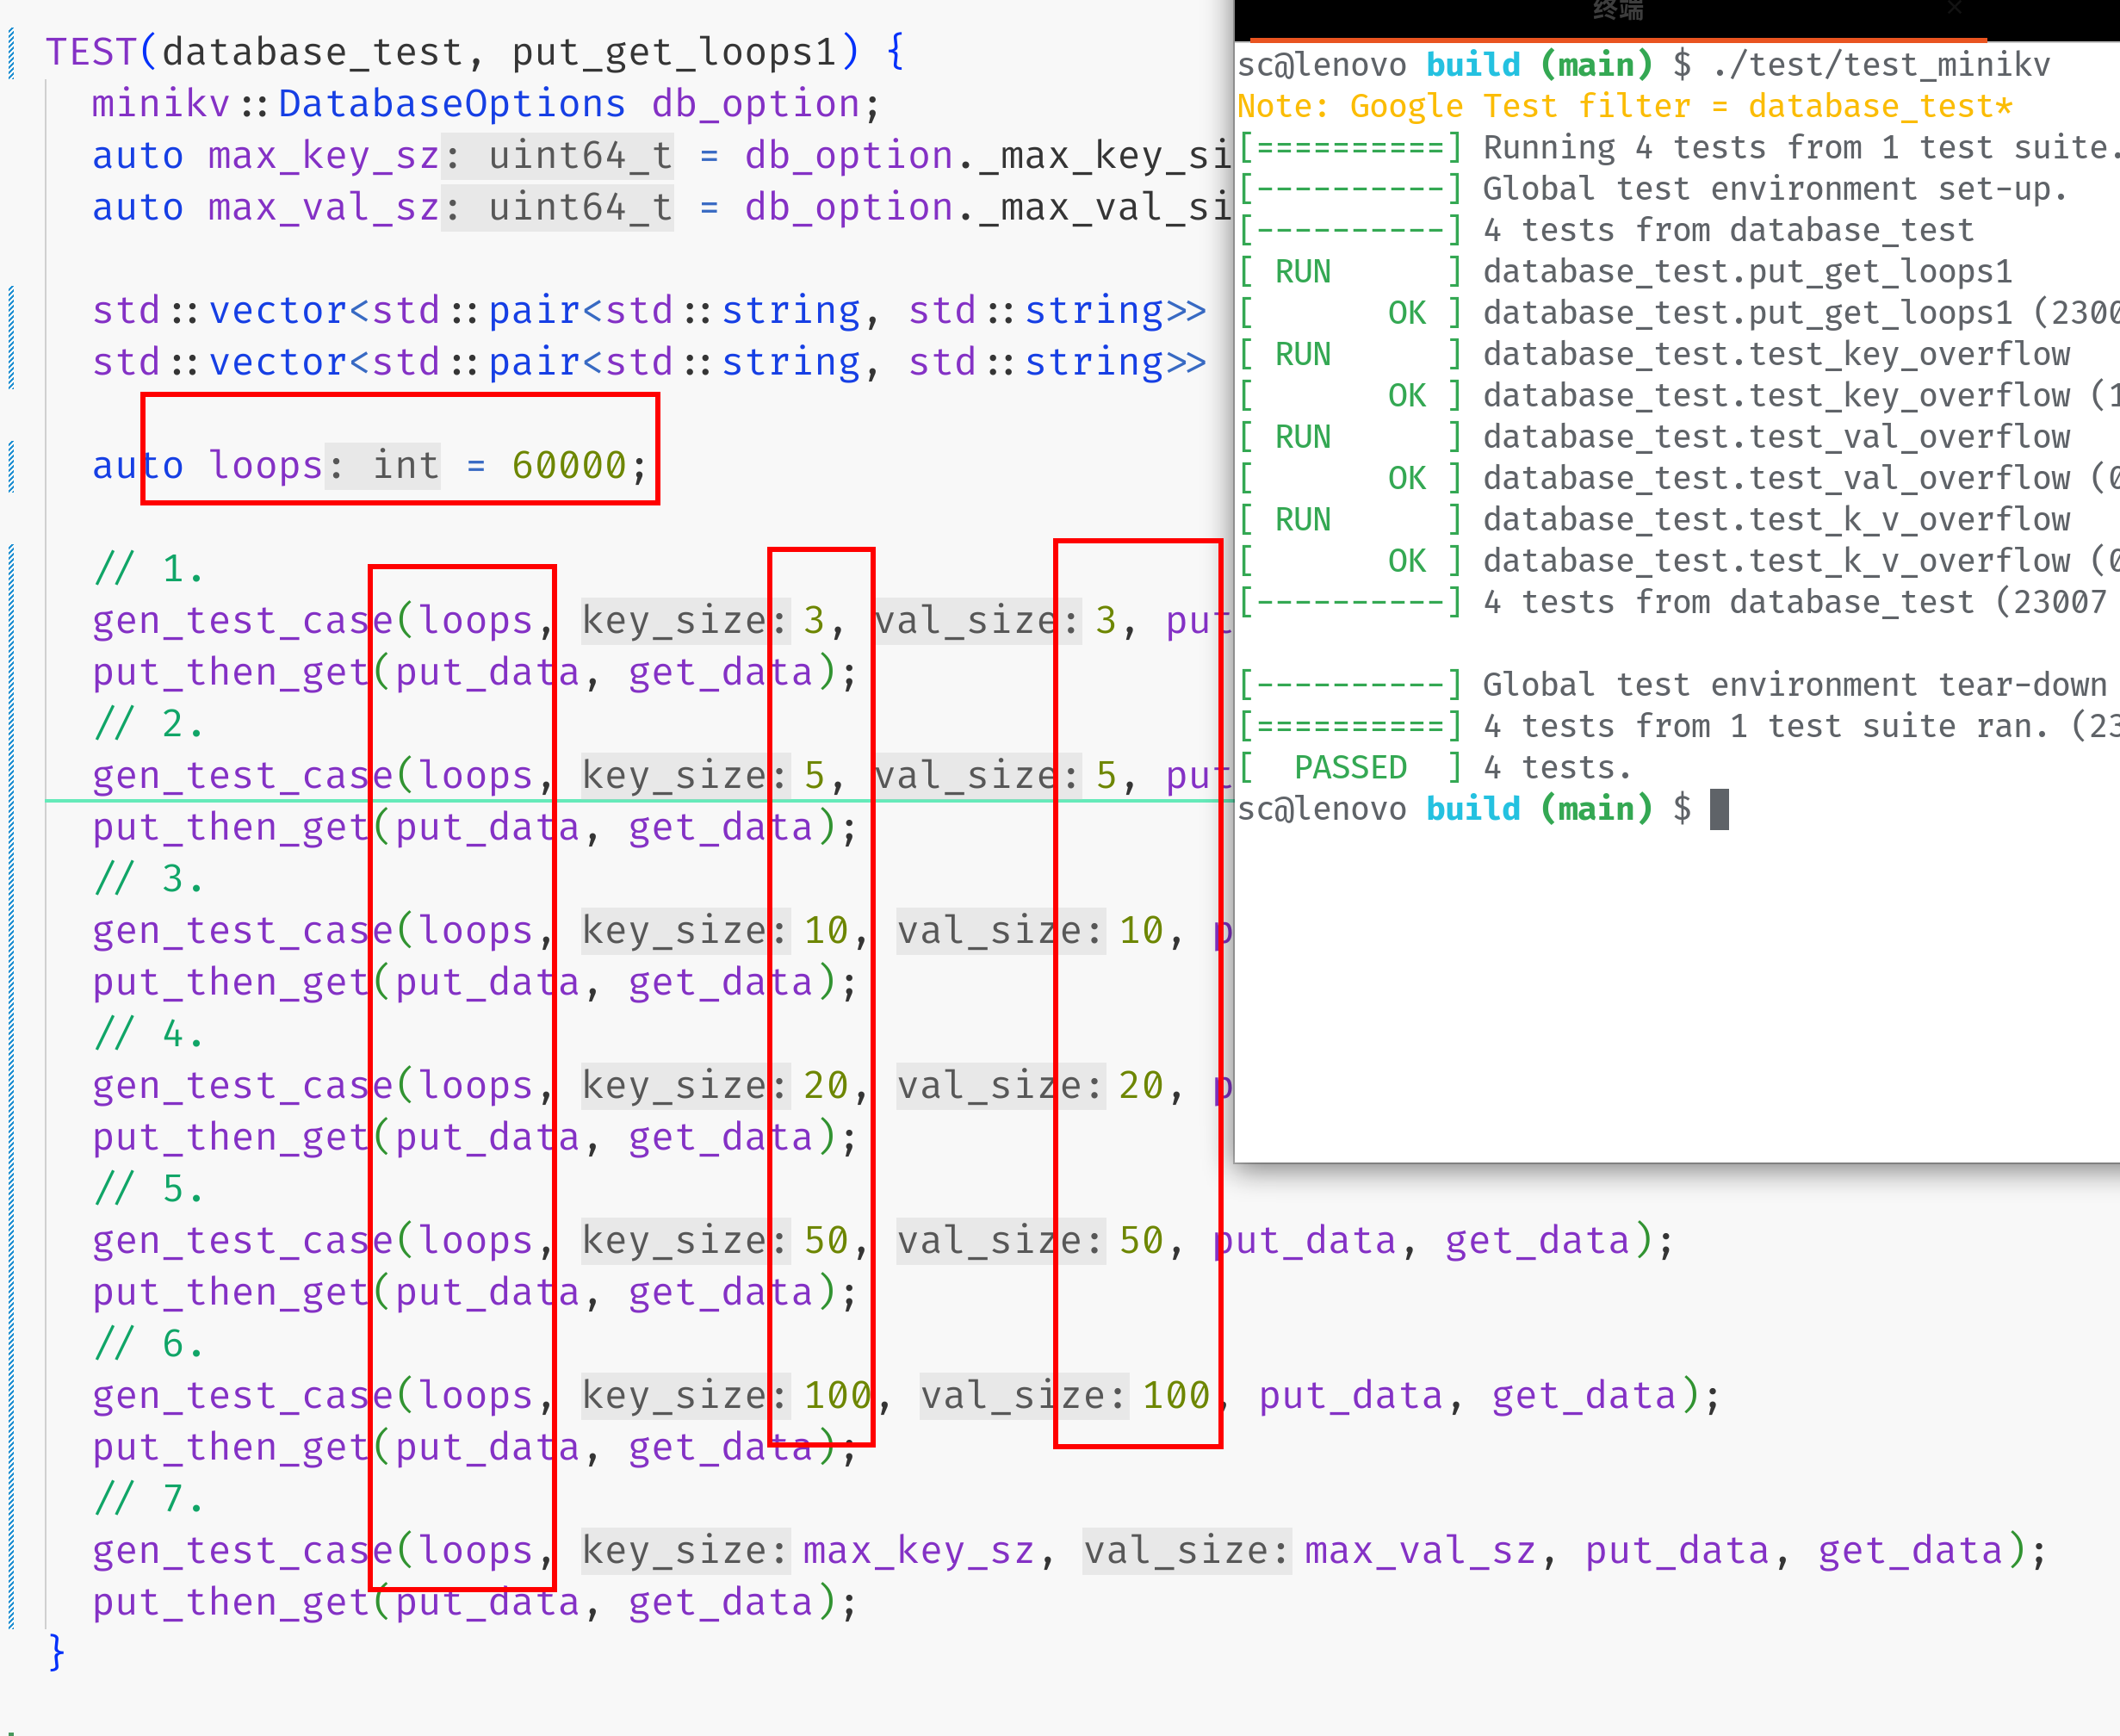 TEST(database_test, put_get_loops1) {
minikv::DatabaseOptions db_option;
auto max_key_sz: uint64_t = db_option._max_key_si
auto max_val_sz: uint64_t = db_option._max_val_si
std::vector<std::pair<std::string, std::string>>
std::vector<std::pair<std::string, std::string>>
auto loops: int = 60000;
// 1.
gen_test_case(loops, key_size: 3, val_size: 3, put
put_then_get(put_data, get_data);
// 2.
gen_test_case(loops, key_size: 5, val_size: 5, put
put_then_get(put_data, get_data);
// 3.
gen_test_case(loops, key_size: 10, val_size: 10, p
put_then_get(put_data, get_data);
// 4.
gen_test_case(loops, key_size: 20, val_size: 20, p
put_then_get(put_data, get_data);
// 5.
gen_test_case(loops, key_size: 50, val_size: 50, put_data, get_data);
put_then_get(put_data, get_data);
// 6.
gen_test_case(loops, key_size: 100, val_size: 100, put_data, get_data);
put_then_get(put_data, get_data);
// 7.
gen_test_case(loops, key_size: max_key_sz, val_size: max_val_sz, put_data, get_data);
put_then_get(put_data, get_data);
}
终端
sc@lenovo build (main) $ ./test/test_minikv
Note: Google Test filter = database_test*
[==========] Running 4 tests from 1 test suite.
[----------] Global test environment set-up.
[----------] 4 tests from database_test
[ RUN      ] database_test.put_get_loops1
[       OK ] database_test.put_get_loops1 (2300
[ RUN      ] database_test.test_key_overflow
[       OK ] database_test.test_key_overflow (1
[ RUN      ] database_test.test_val_overflow
[       OK ] database_test.test_val_overflow (0
[ RUN      ] database_test.test_k_v_overflow
[       OK ] database_test.test_k_v_overflow (0
[----------] 4 tests from database_test (23007
[----------] Global test environment tear-down
[==========] 4 tests from 1 test suite ran. (23
[  PASSED  ] 4 tests.
sc@lenovo build (main) $